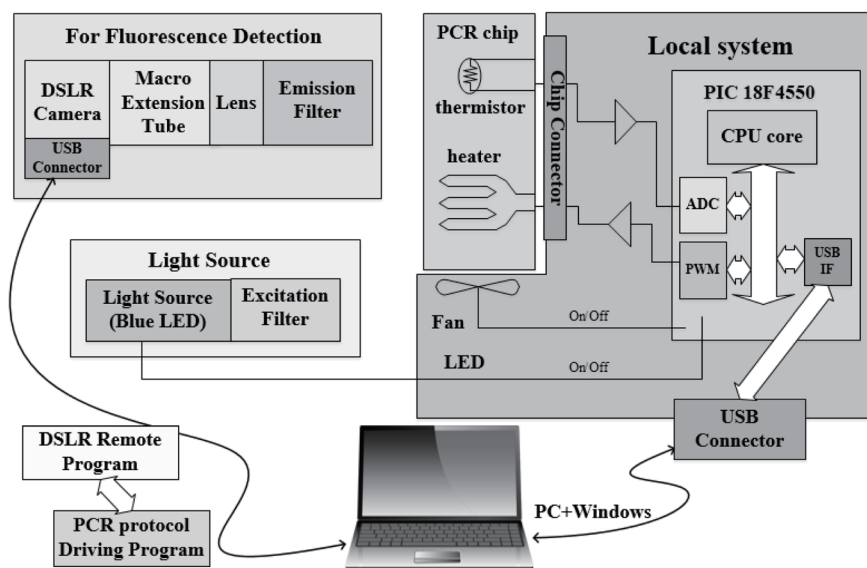 For Fluorescence Detection
DSLR
Camera
Macro
Extension
Tube
Lens
Emission
Filter
USB
Connector
PCR chip
thermistor
heater
Chip Connector
Local system
PIC 18F4550
CPU core
ADC
PWM
USB
IF
Light Source
Light Source
(Blue LED)
Excitation
Filter
Fan
On/Off
LED
On/Off
USB
Connector
DSLR Remote
Program
PCR protocol
Driving Program
PC+Windows